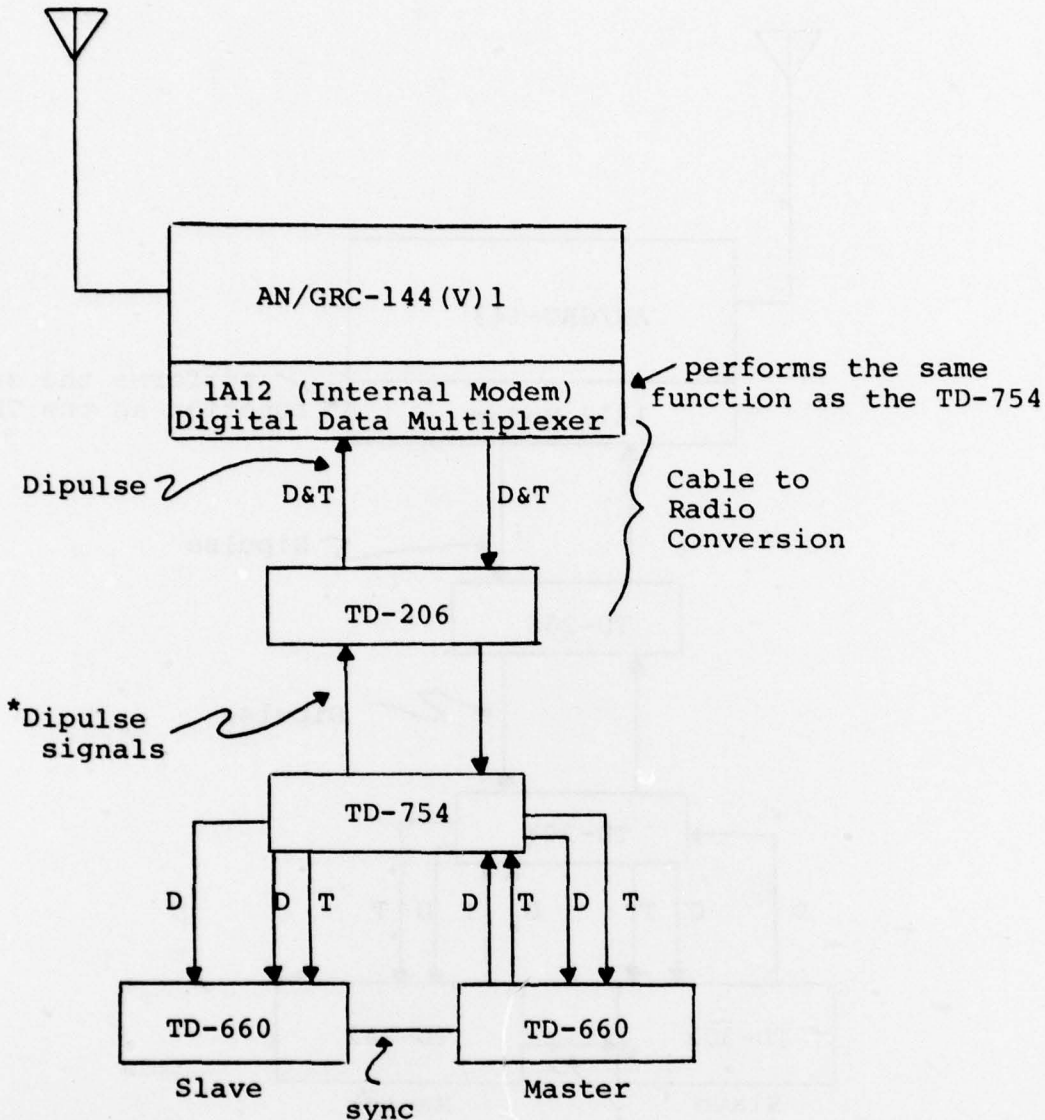 AN/GRC-144(V)1
1A12 (Internal Modem)
Digital Data Multiplexer
performs the same
function as the TD-754
Dipulse
D&T
D&T
Cable to
Radio
Conversion
TD-206
*Dipulse
signals
TD-754
D
D
T
D
T
D
T
TD-660
TD-660
Slave
sync
Master